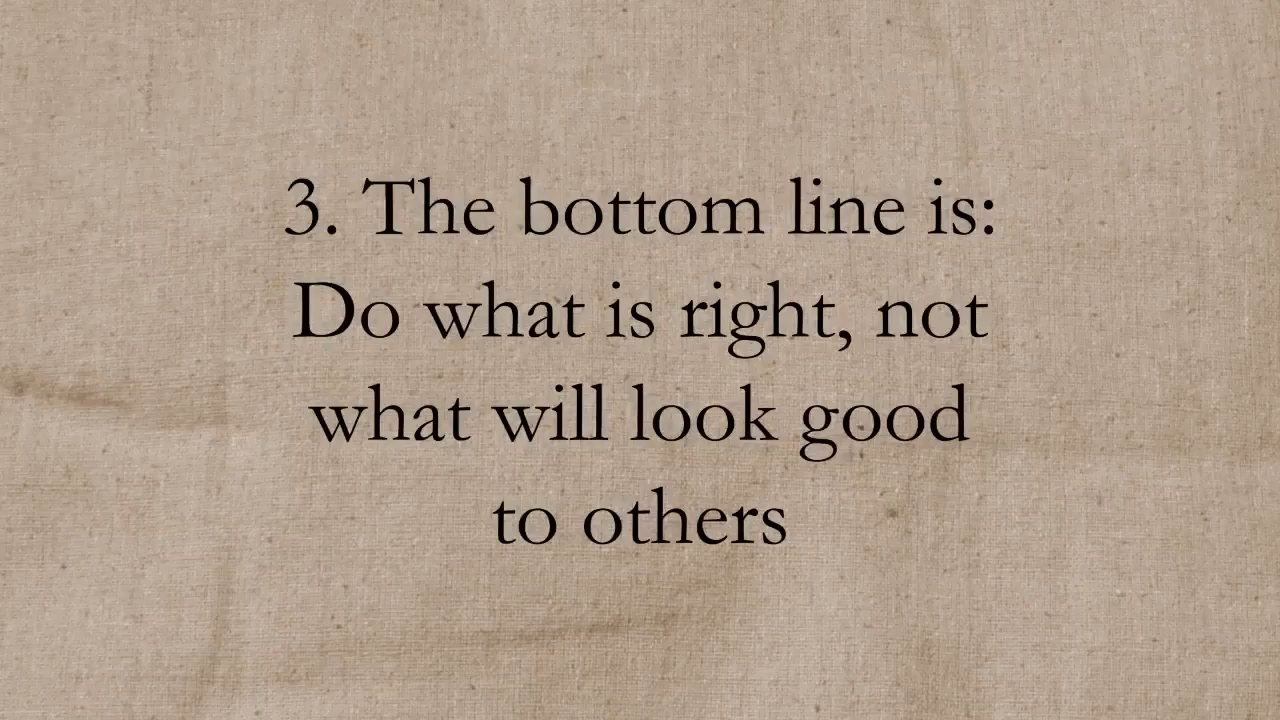 3. The bottom line is:
Do what is right, not
what will look good
to others